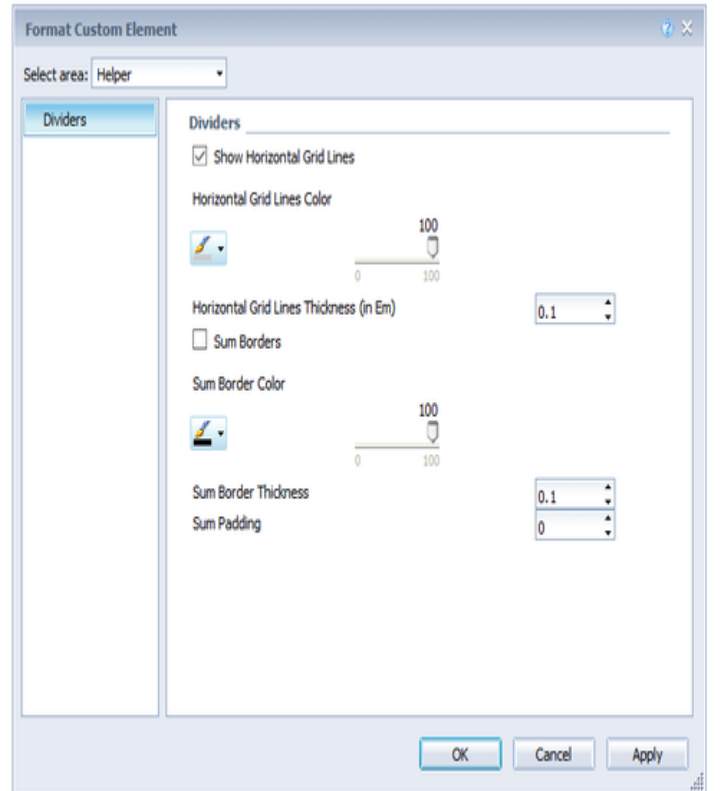 Format Custom Element
Select area: Helper
Dividers
Dividers
Show Horizontal Grid Lines
Horizontal Grid Lines Color
100
0 100
Horizontal Grid Lines Thickness (in Em) 0.1
Sum Borders
Sum Border Color
100
0 100
Sum Border Thickness 0.1
Sum Padding 0
OK Cancel Apply